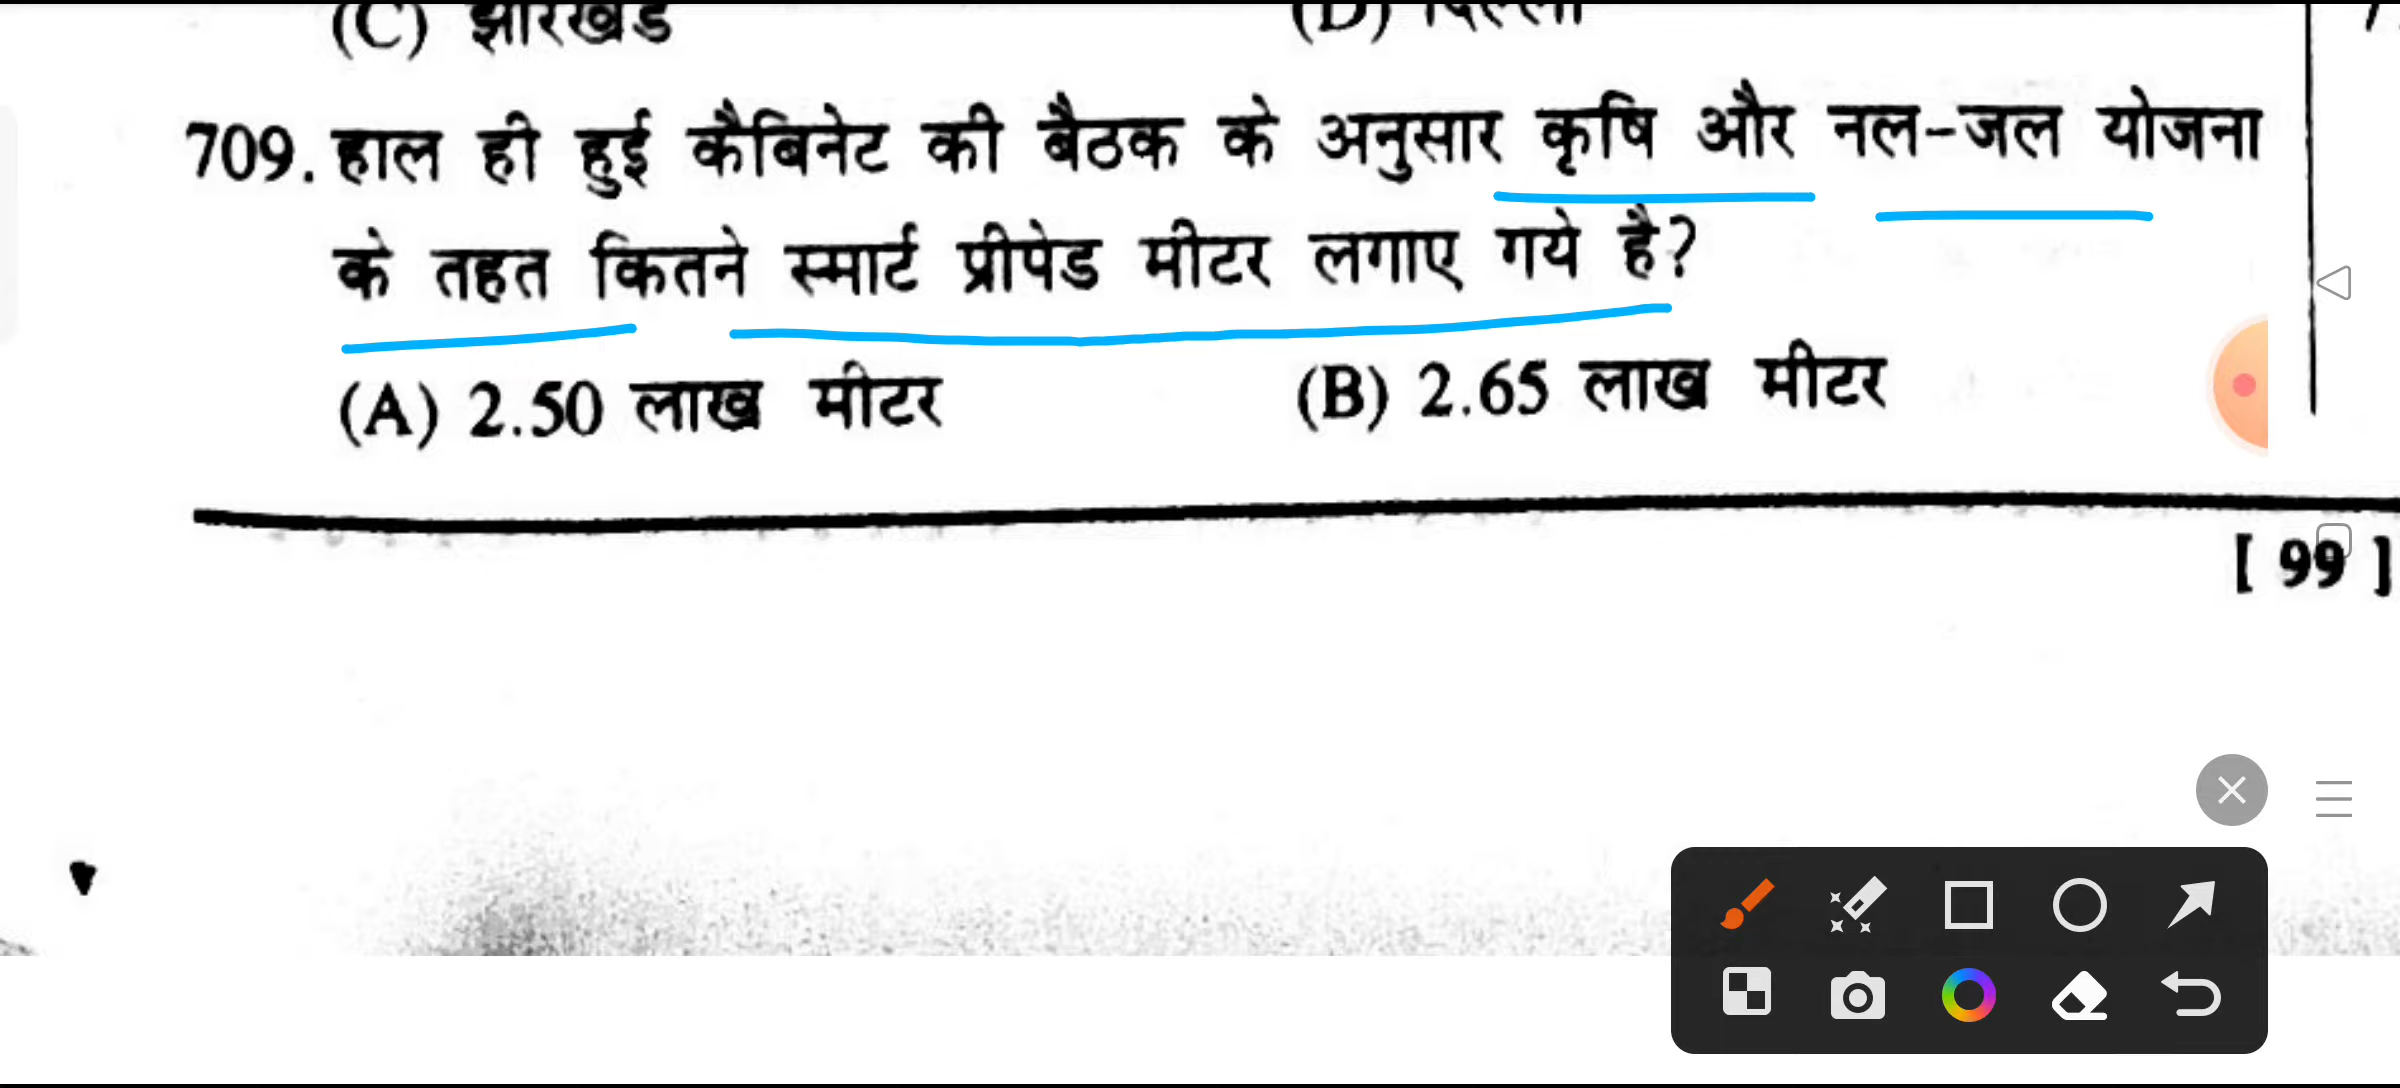 (C) झारखंड (D) दिल्ली
709. हाल ही हुई कैबिनेट की बैठक के अनुसार कृषि और नल-जल योजना
के तहत कितने स्मार्ट प्रीपेड मीटर लगाए गये है?
(A) 2.50 लाख मीटर (B) 2.65 लाख मीटर
[ 99 ]